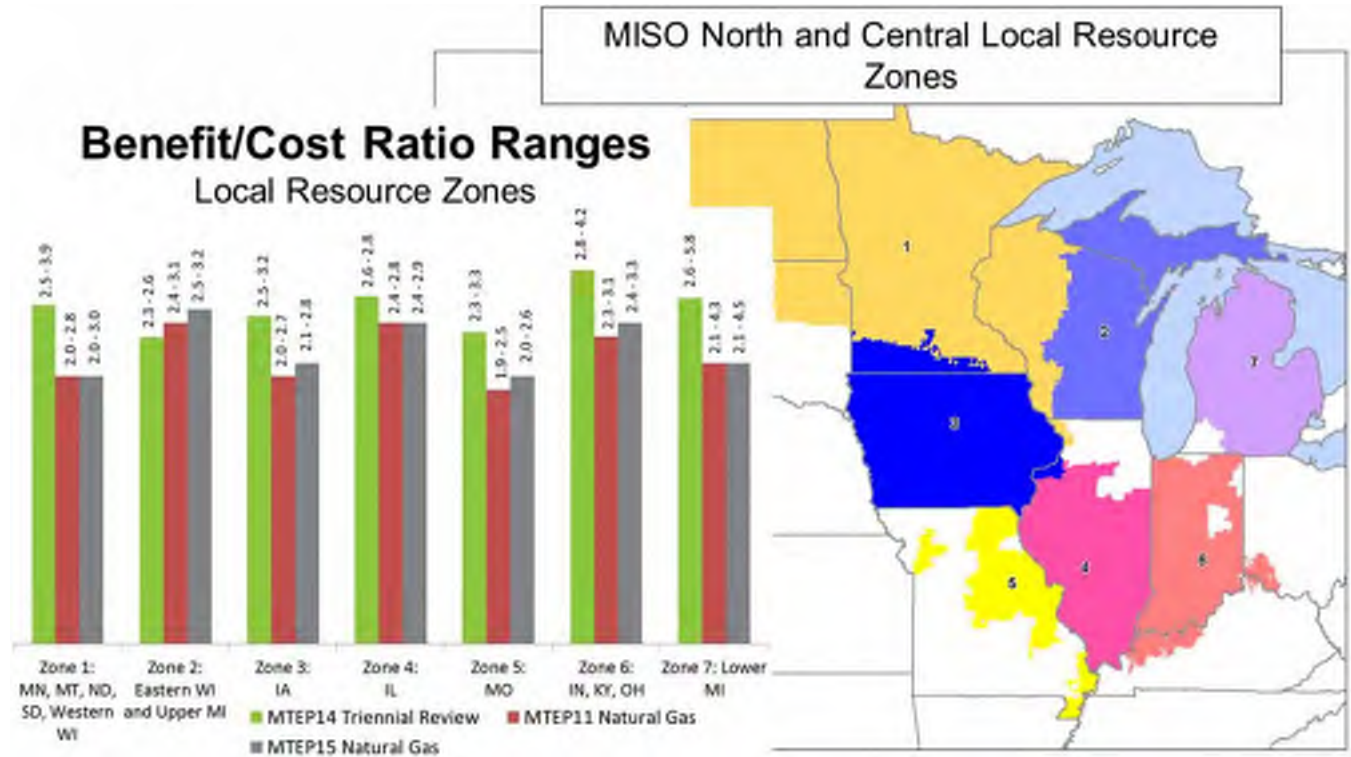 MISO North and Central Local Resource
Zones
Benefit/Cost Ratio Ranges
Local Resource Zones
2.5 - 3.9
2.0 - 2.8
2.0 - 3.0
2.3 - 2.6
2.4 - 3.1
2.5 - 3.2
2.5 - 3.2
2.0 - 2.7
2.1 - 2.8
2.6 - 2.8
2.4 - 2.8
2.4 - 2.9
2.3 - 3.3
1.9 - 2.5
2.0 - 2.6
2.8 - 4.2
2.3 - 3.1
2.4 - 3.3
2.6 - 5.8
2.1 - 4.3
2.1 - 4.5
Zone 1:
MN, MT, ND,
SD, Western
WI
Zone 2:
Eastern WI
and Upper MI
Zone 3:
IA
Zone 4:
IL
Zone 5:
MO
Zone 6:
IN, KY, OH
Zone 7: Lower
MI
MTEP14 Triennial Review
MTEP11 Natural Gas
MTEP15 Natural Gas
1
2
3
4
5
6
7